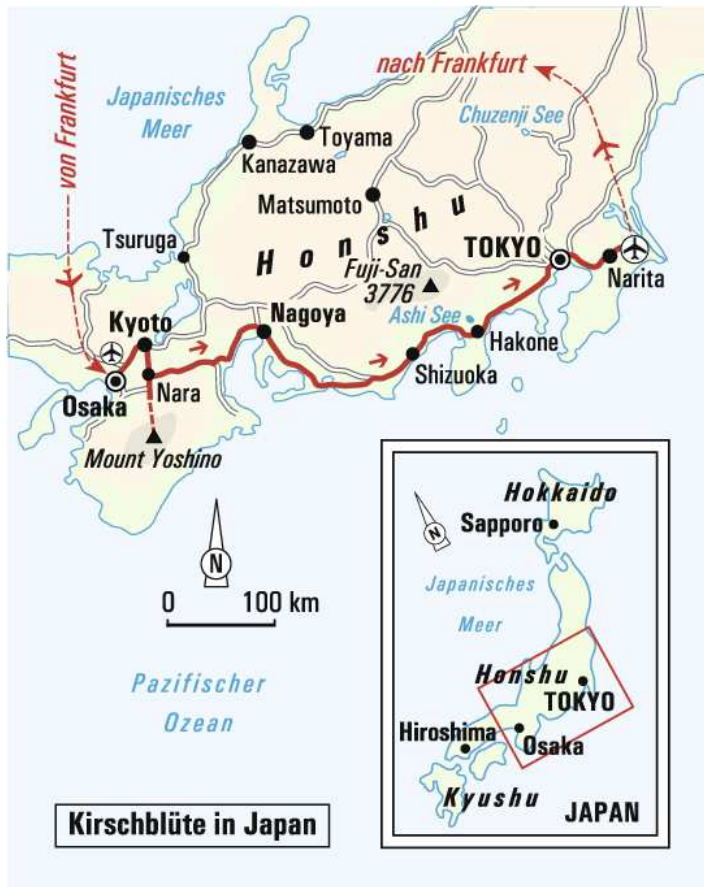 von Frankfurt
nach Frankfurt
Japanisches
Meer
Chuzenji See
Toyama
Kanazawa
Matsumoto
Honshu
Tsuruga
TOKYO
Fuji-San
3776
Narita
Ashi See
Kyoto
Nagoya
Hakone
Nara
Shizuoka
Osaka
Mount Yoshino
N
0 100 km
Pazifischer
Ozean
Kirschblüte in Japan
Hokkaido
Sapporo
N
Japanisches
Meer
Honshu
TOKYO
Hiroshima
Osaka
Kyushu
JAPAN